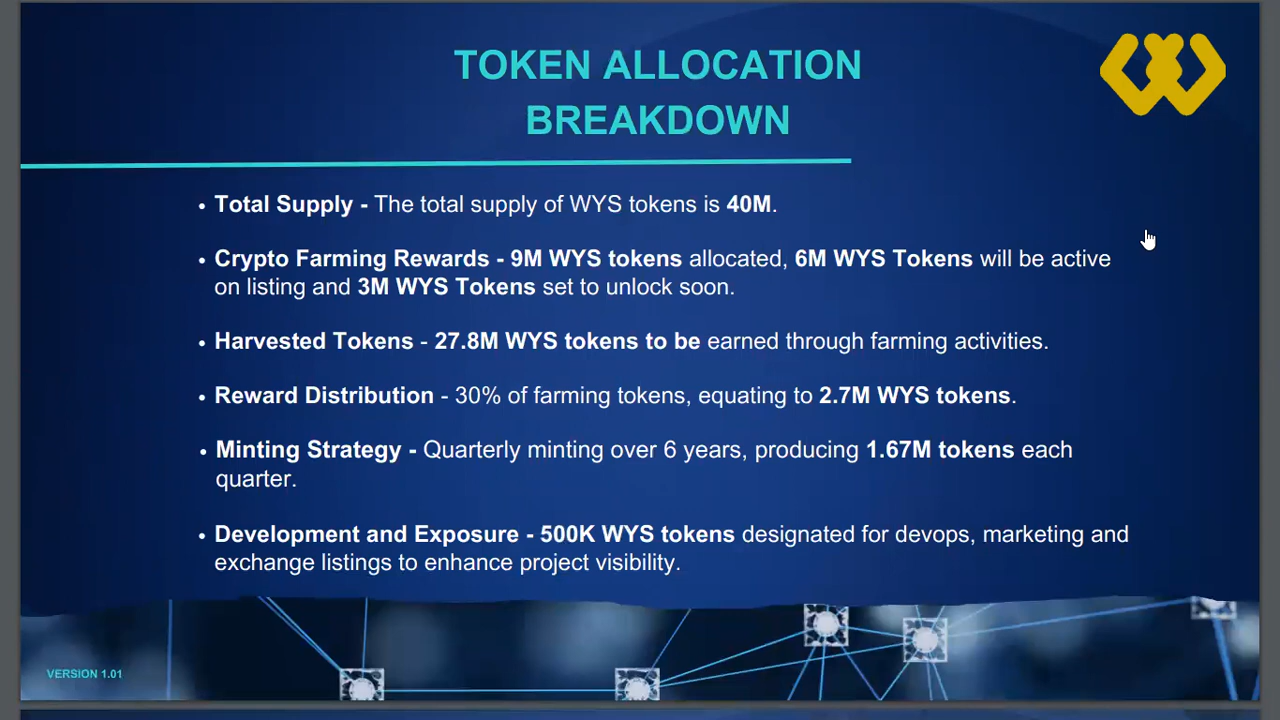 TOKEN ALLOCATION
BREAKDOWN
• Total Supply - The total supply of WYS tokens is 40M.
• Crypto Farming Rewards - 9M WYS tokens allocated, 6M WYS Tokens will be active
on listing and 3M WYS Tokens set to unlock soon.
• Harvested Tokens - 27.8M WYS tokens to be earned through farming activities.
• Reward Distribution - 30% of farming tokens, equating to 2.7M WYS tokens.
• Minting Strategy - Quarterly minting over 6 years, producing 1.67M tokens each
quarter.
• Development and Exposure - 500K WYS tokens designated for devops, marketing and
exchange listings to enhance project visibility.
VERSION 1.01